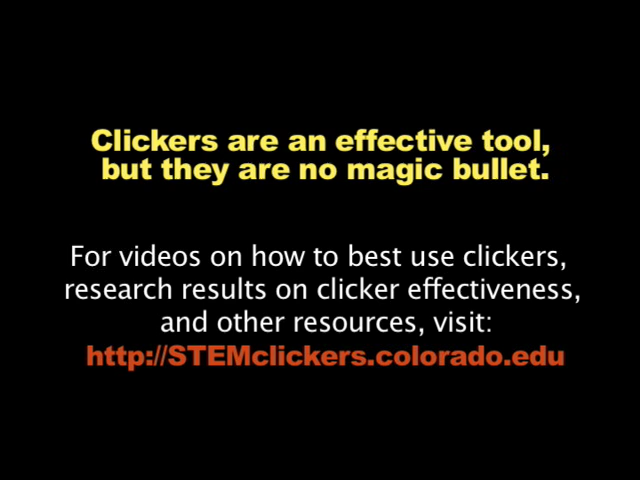 Clickers are an effective tool,
but they are no magic bullet.
For videos on how to best use clickers,
research results on clicker effectiveness,
and other resources, visit:
http://STEMclickers.colorado.edu